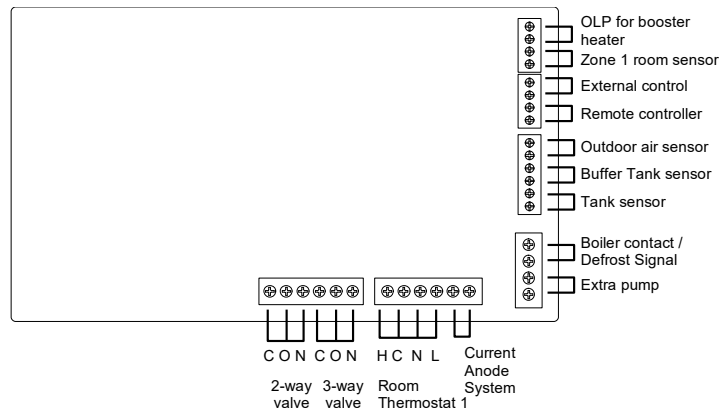 OLP for booster
heater
Zone 1 room sensor
External control
Remote controller
Outdoor air sensor
Buffer Tank sensor
Tank sensor
Boiler contact /
Defrost Signal
Extra pump
C O N C O N H C N L
2-way
valve
3-way
valve
Room
Thermostat 1
Current
Anode
System